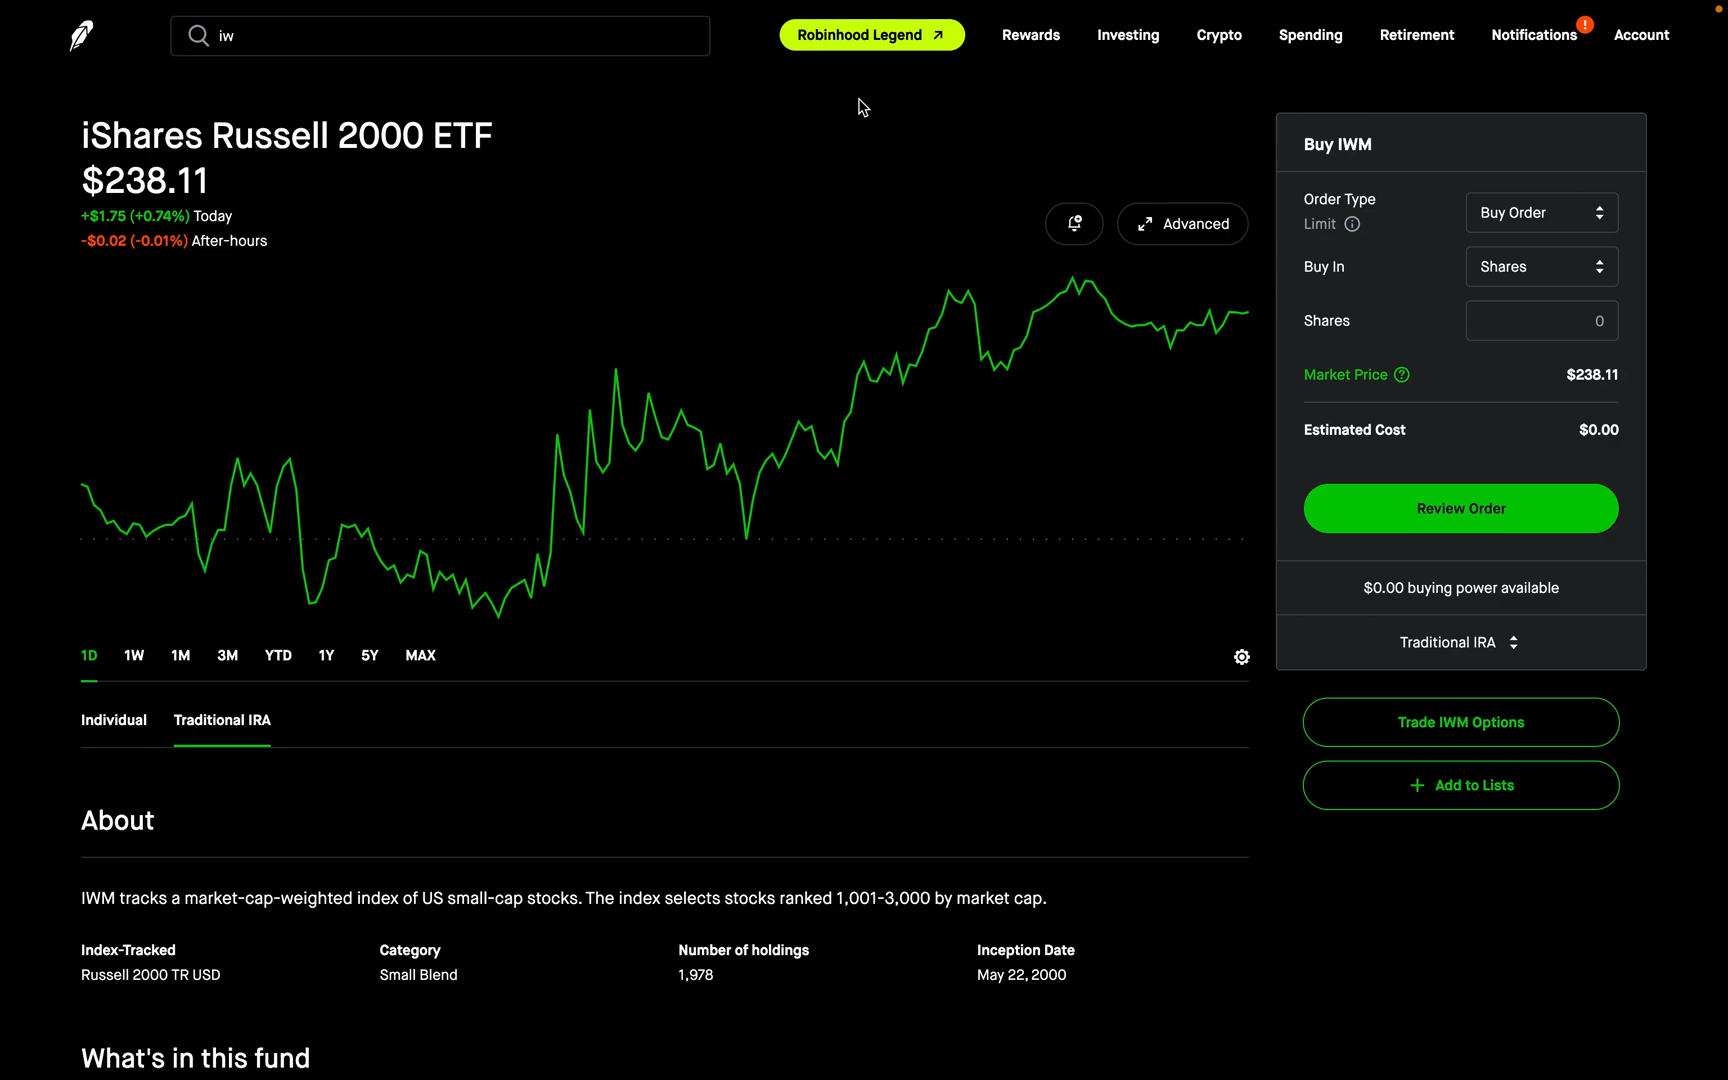 iw
Robinhood Legend
Rewards
Investing
Crypto
Spending
Retirement
Notifications
!
Account
iShares Russell 2000 ETF
$238.11
+$1.75 (+0.74%) Today
-$0.02 (-0.01%) After-hours
Advanced
1D
1W
1M
3M
YTD
1Y
5Y
MAX
Individual
Traditional IRA
About
IWM tracks a market-cap-weighted index of US small-cap stocks. The index selects stocks ranked 1,001-3,000 by market cap.
Index-Tracked
Russell 2000 TR USD
Category
Small Blend
Number of holdings
1,978
Inception Date
May 22, 2000
What's in this fund
Buy IWM
Order Type
Limit
Buy Order
Buy In
Shares
Shares
0
Market Price
$238.11
Estimated Cost
$0.00
Review Order
$0.00 buying power available
Traditional IRA
Trade IWM Options
+ Add to Lists